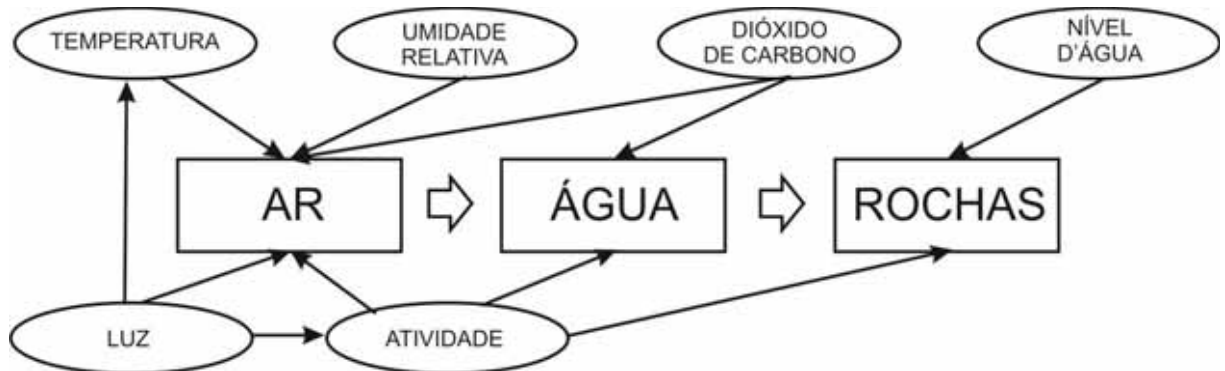 TEMPERATURA
UMIDADE
RELATIVA
DIÓXIDO
DE CARBONO
NÍVEL
D'ÁGUA
AR
ÁGUA
ROCHAS
LUZ
ATIVIDADE